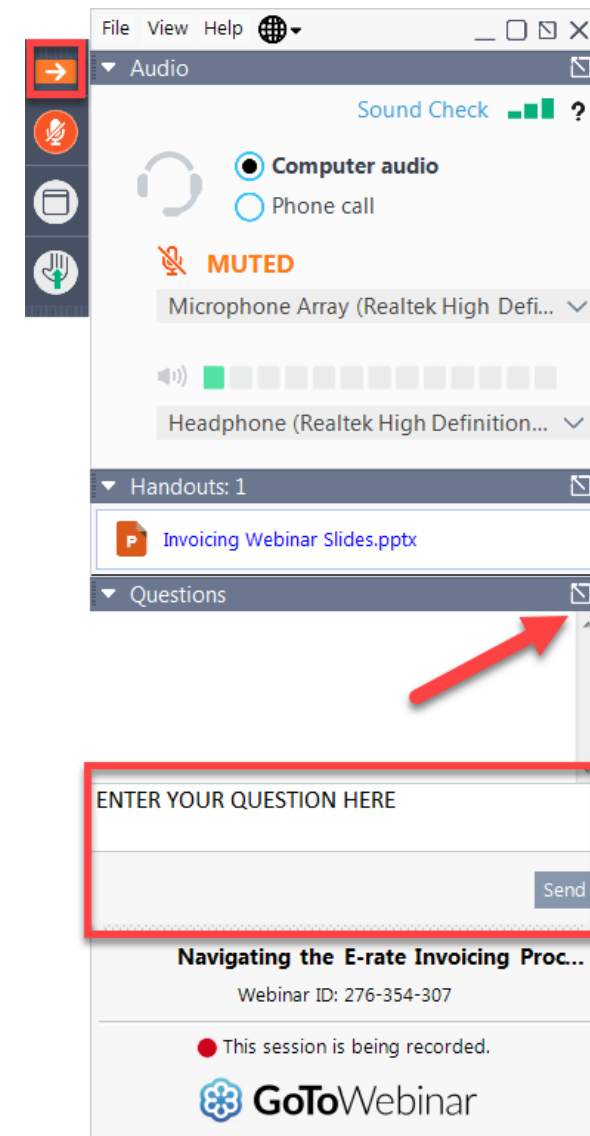 File View Help
Audio
Sound Check ?
Computer audio
Phone call
MUTED
Microphone Array (Realtek High Defi...
Headphone (Realtek High Definition...
Handouts: 1
P Invoicing Webinar Slides.pptx
Questions
ENTER YOUR QUESTION HERE
Send
Navigating the E-rate Invoicing Proc...
Webinar ID: 276-354-307
This session is being recorded.
GoToWebinar